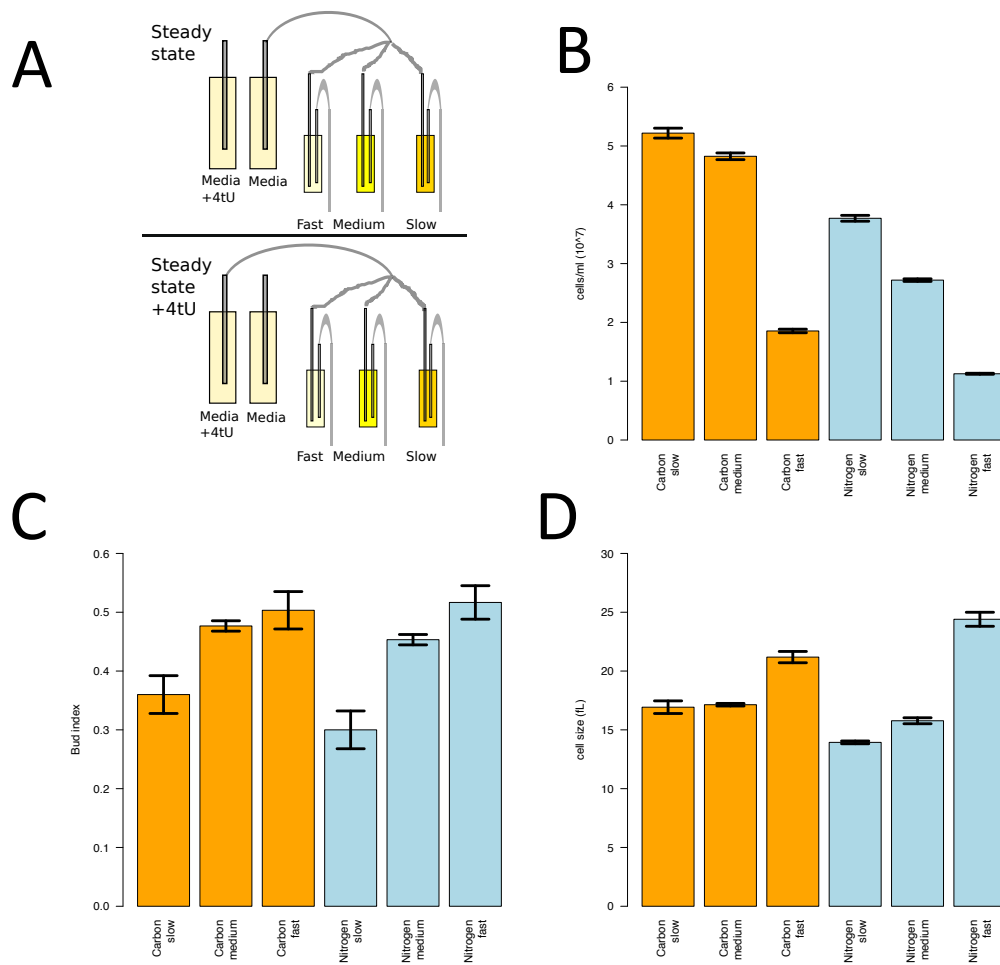 A
Steady
state
Media
+4tU
Media
Fast
Medium
Slow
Steady
state
+4tU
Media
+4tU
Media
Fast
Medium
Slow
B
cells/ml (10^7)
6
5
4
3
2
1
0
Carbon
slow
Carbon
medium
Carbon
fast
Nitrogen
slow
Nitrogen
medium
Nitrogen
fast
C
Bud index
0.6
0.5
0.4
0.3
0.2
0.1
0.0
Carbon
slow
Carbon
medium
Carbon
fast
Nitrogen
slow
Nitrogen
medium
Nitrogen
fast
D
cell size (fL)
30
25
20
15
10
5
0
Carbon
slow
Carbon
medium
Carbon
fast
Nitrogen
slow
Nitrogen
medium
Nitrogen
fast